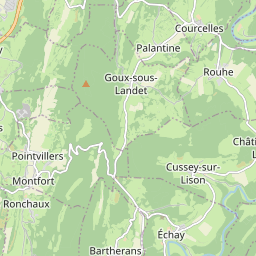 Courcelles
Palantine
Goux-sous-
Landet
Rouhe
Pointvillers
Montfort
Ronchaux
Cussey-sur-
Lison
Échay
Bartherans